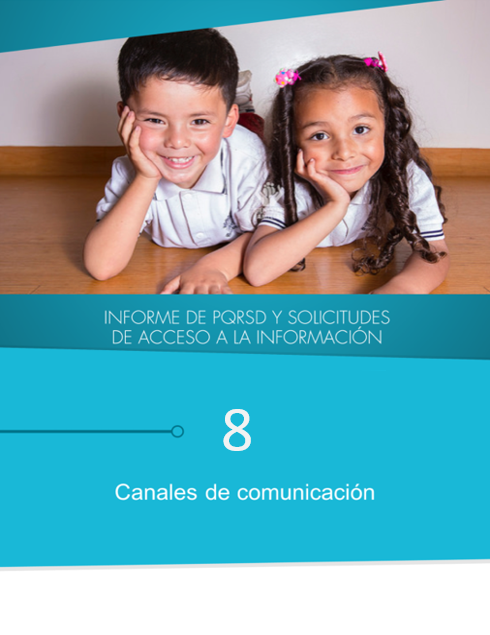 INFORME DE PQRSD Y SOLICITUDES
DE ACCESO A LA INFORMACIÓN
8
Canales de comunicación